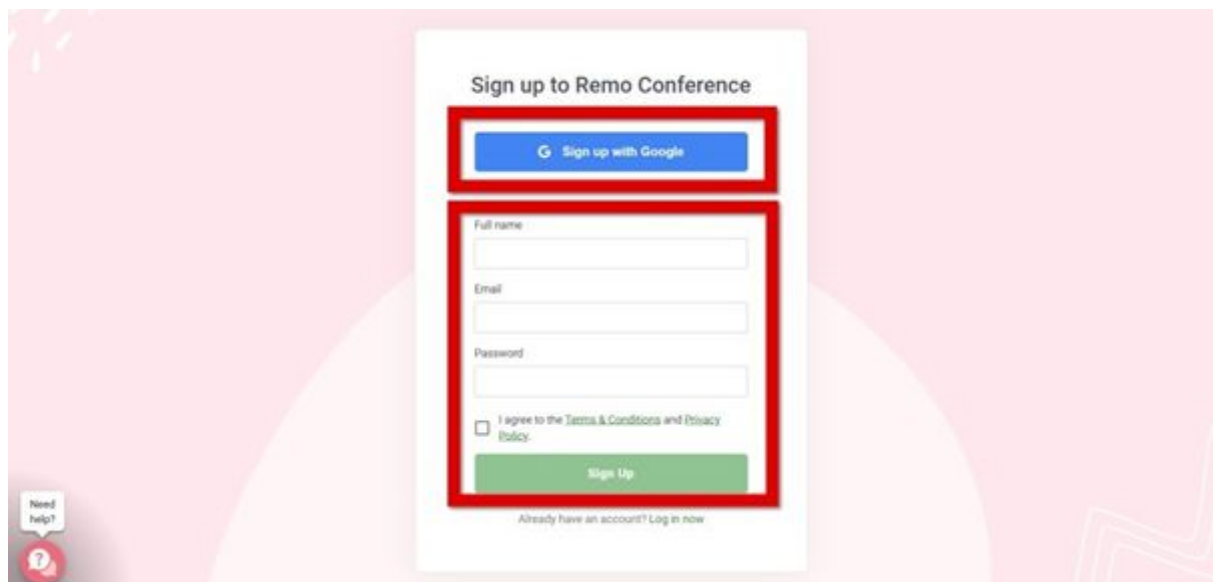 Sign up to Remo Conference
G Sign up with Google
Full name
Email
Password
I agree to the Terms & Conditions and Privacy
Policy.
Sign Up
Already have an account? Log in now
Need
help?
?